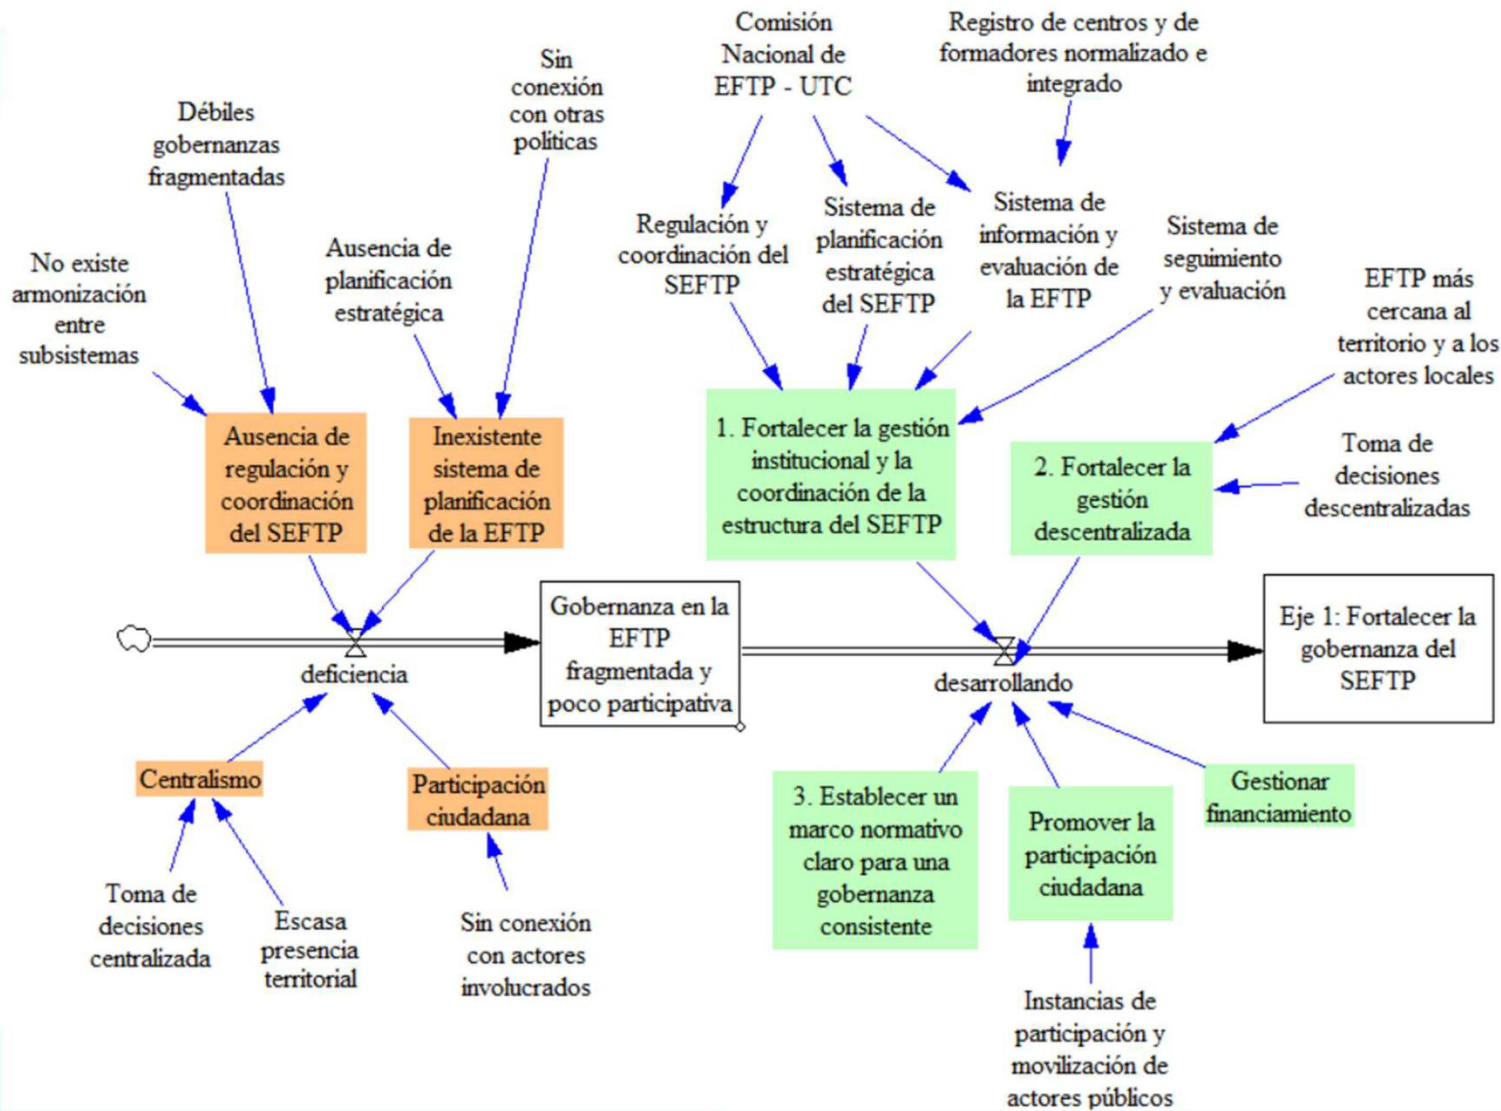 Comisión
Nacional de
EFTP - UTC
Registro de centros y de
formadores normalizado e
integrado
Sin
conexión
con otras
políticas
Débiles
gobernanzas
fragmentadas
No existe
armonización
entre
subsistemas
Ausencia de
planificación
estratégica
Regulación y
coordinación del
SEFTP
Sistema de
planificación
estratégica
del SEFTP
Sistema de
información y
evaluación de
la EFTP
Sistema de
seguimiento
y evaluación
EFTP más
cercana al
territorio y a los
actores locales
Ausencia de
regulación y
coordinación
del SEFTP
Inexistente
sistema de
planificación
de la EFTP
1. Fortalecer la gestión
institucional y la
coordinación de la
estructura del SEFTP
2. Fortalecer la
gestión
descentralizada
Toma de
decisiones
descentralizadas
deficiencia
Gobernanza en la
EFTP
fragmentada y
poco participativa
desarrollando
Eje 1: Fortalecer la
gobernanza del
SEFTP
Centralismo
Participación
ciudadana
3. Establecer un
marco normativo
claro para una
gobernanza
consistente
Promover la
participación
ciudadana
Gestionar
financiamiento
Toma de
decisiones
centralizada
Escasa
presencia
territorial
Sin conexión
con actores
involucrados
Instancias de
participación y
movilización de
actores públicos